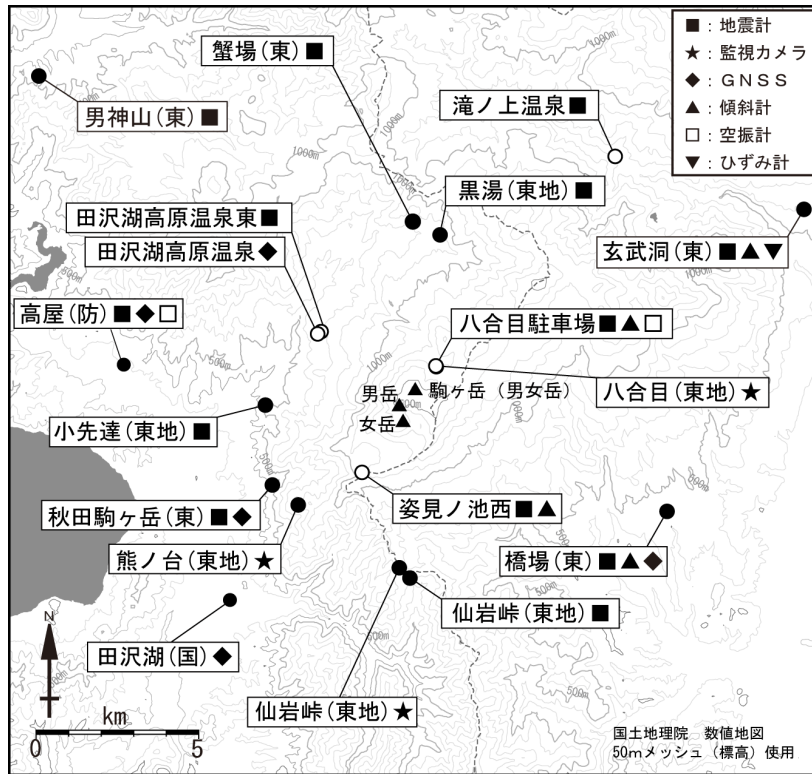 蟹場(東)■
■：地震計
★：監視カメラ
◆：ＧＮＳＳ
▲：傾斜計
□：空振計
▼：ひずみ計
男神山(東)■
滝ノ上温泉■
黒湯(東地)■
田沢湖高原温泉東■
田沢湖高原温泉◆
玄武洞(東)■▲▼
高屋(防)■◆□
八合目駐車場■▲□
男岳
駒ヶ岳（男女岳）
八合目(東地)★
女岳
小先達(東地)■
秋田駒ヶ岳(東)■◆
姿見ノ池西■▲
熊ノ台(東地)★
橋場(東)■▲◆
仙岩峠(東地)■
田沢湖(国)◆
仙岩峠(東地)★
N
km
0 5
国土地理院　数値地図
50mメッシュ（標高）使用
1000m
1000m
1000m
1000m
500m
500m
500m
500m
500m